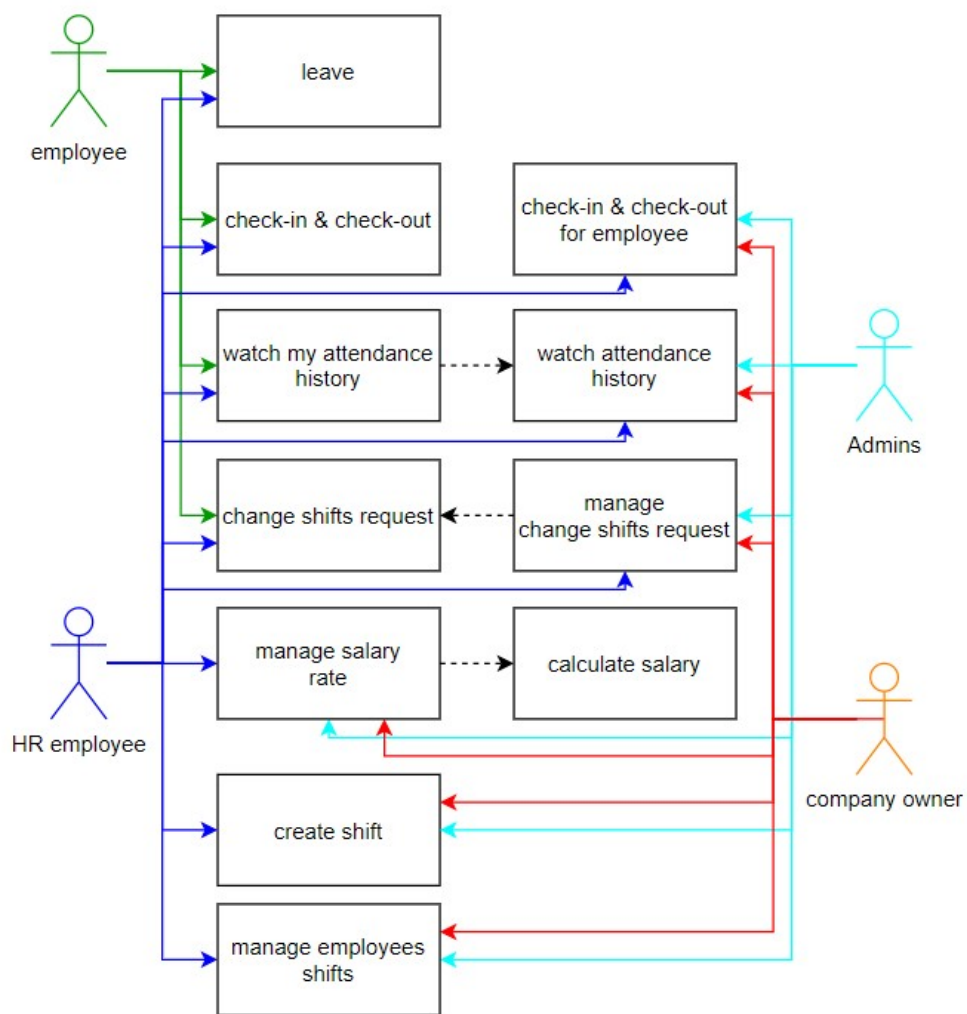 leave
employee
check-in & check-out
check-in & check-out
for employee
watch my attendance
history
watch attendance
history
Admins
change shifts request
manage
change shifts request
manage salary
rate
calculate salary
HR employee
company owner
create shift
manage employees
shifts